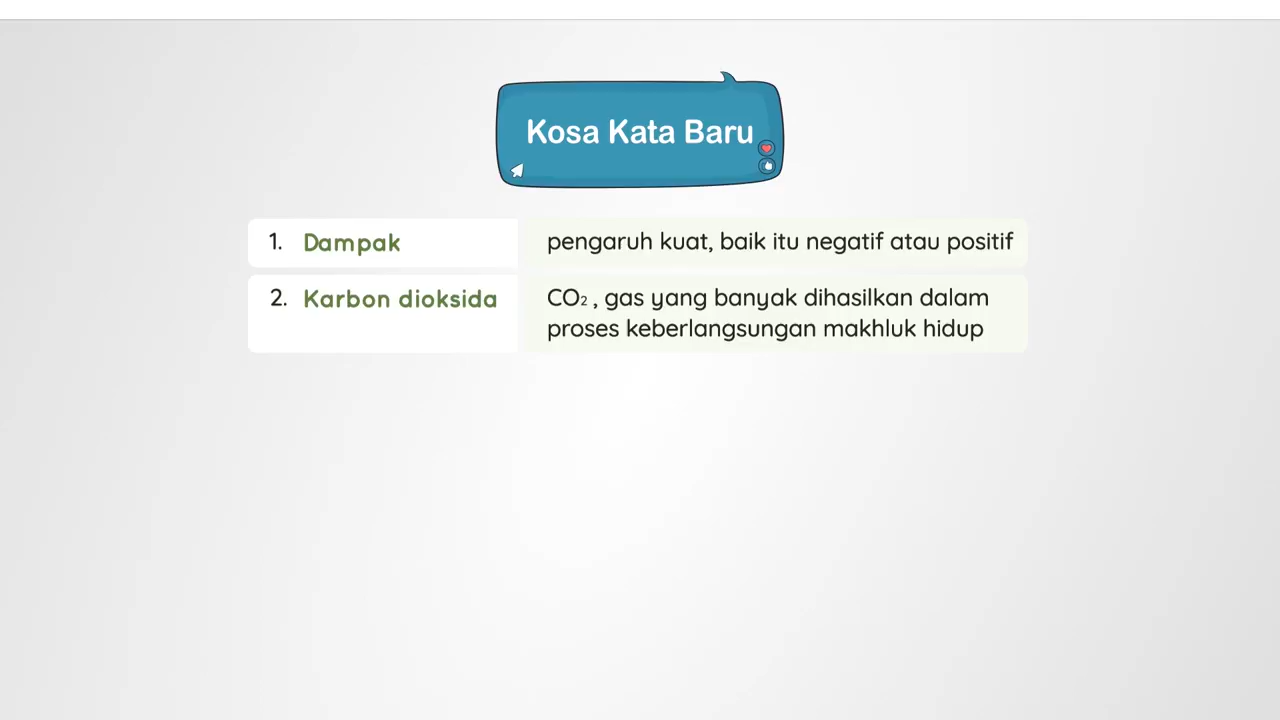 Kosa Kata Baru
1. Dampak
pengaruh kuat, baik itu negatif atau positif
2. Karbon dioksida
CO₂ , gas yang banyak dihasilkan dalam
proses keberlangsungan makhluk hidup